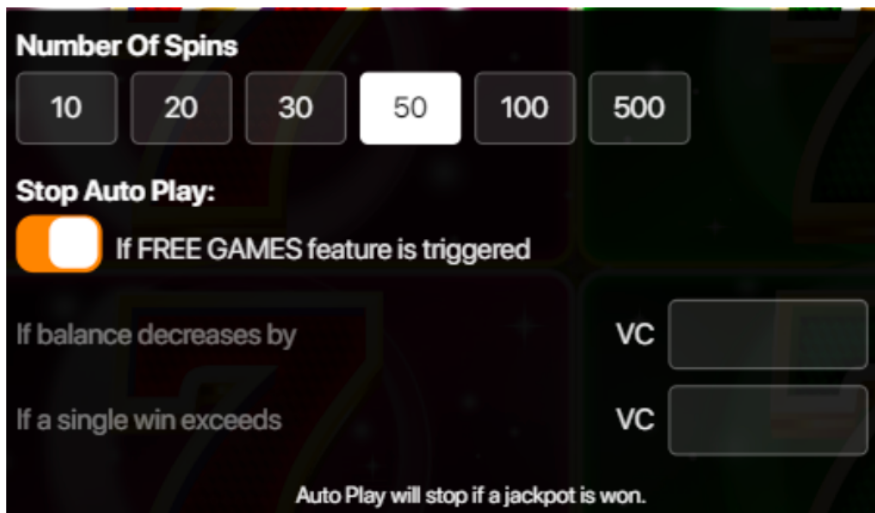 Number Of Spins
10 20 30 50 100 500
Stop Auto Play:
If FREE GAMES feature is triggered
If balance decreases by VC
If a single win exceeds VC
Auto Play will stop if a jackpot is won.